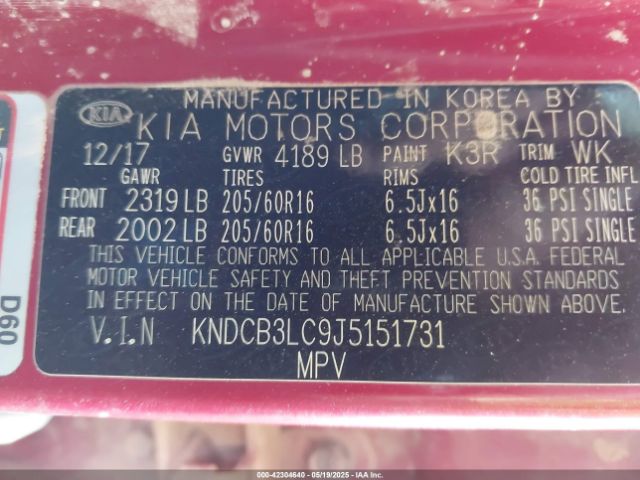 MANUFACTURED IN KOREA BY
KIA KIA MOTORS CORPORATION
12/17 GVWR 4189 LB PAINT K3R TRIM WK
GAWR TIRES RIMS COLD TIRE INFL
FRONT 2319 LB 205/60R16 6.5Jx16 36 PSI SINGLE
REAR 2002 LB 205/60R16 6.5Jx16 36 PSI SINGLE
THIS VEHICLE CONFORMS TO ALL APPLICABLE U.S.A. FEDERAL
MOTOR VEHICLE SAFETY AND THEFT PREVENTION STANDARDS
IN EFFECT ON THE DATE OF MANUFACTURE SHOWN ABOVE.
V.I.N KNDCB3LC9J5151731
MPV
D60
000-42304640 - 05/19/2025 - IAA Inc.